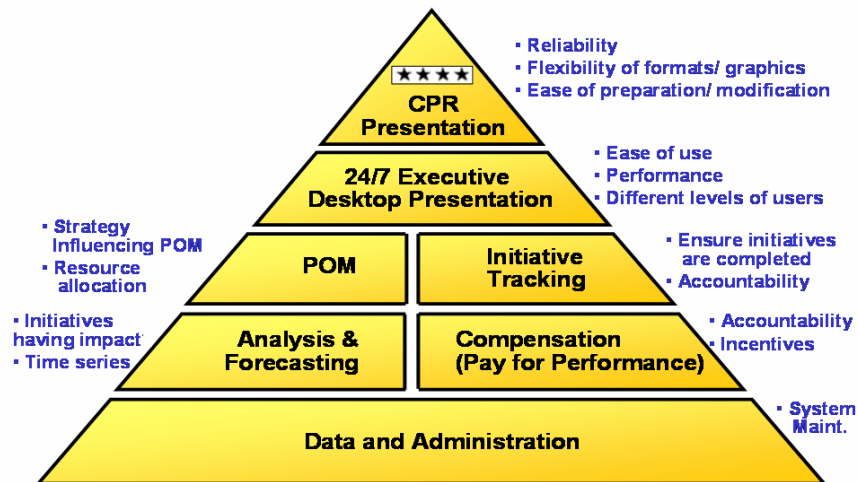 CPR
Presentation
▪ Reliability
▪ Flexibility of formats/ graphics
▪ Ease of preparation/ modification
24/7 Executive
Desktop Presentation
▪ Ease of use
▪ Performance
▪ Different levels of users
▪ Strategy
Influencing POM
▪ Resource
allocation
POM
Initiative
Tracking
▪ Ensure initiatives
are completed
▪ Accountability
▪ Initiatives
having impact
▪ Time series
Analysis &
Forecasting
Compensation
(Pay for Performance)
▪ Accountability
▪ Incentives
Data and Administration
▪ System
Maint.